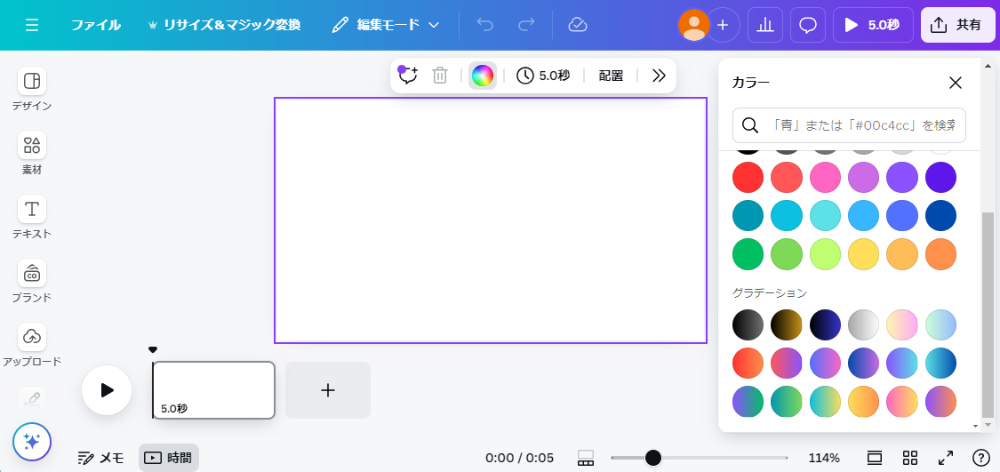 ファイル
リサイズ＆マジック変換
編集モード
5.0秒
共有
デザイン
素材
テキスト
CO
ブランド
アップロード
5.0秒
配置
カラー
「青」または「#00c4cc」を検索
グラデーション
5.0秒
メモ
時間
0:00 / 0:05
114%